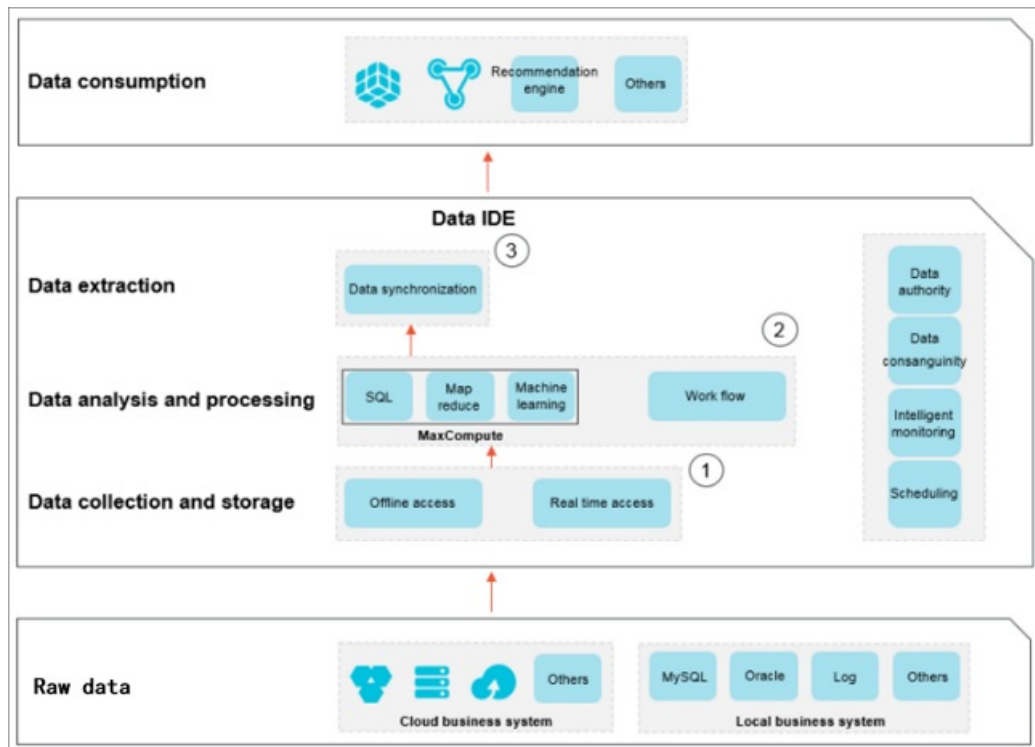 Data consumption
Recommendation
engine
Others
Data IDE
3
Data extraction
Data synchronization
Data
authority
2
Data
consanguinity
Data analysis and processing
SQL
Map
reduce
Machine
learning
Work flow
MaxCompute
Intelligent
monitoring
1
Data collection and storage
Offline access
Real time access
Scheduling
Raw data
Others
Cloud business system
MySQL
Oracle
Log
Others
Local business system